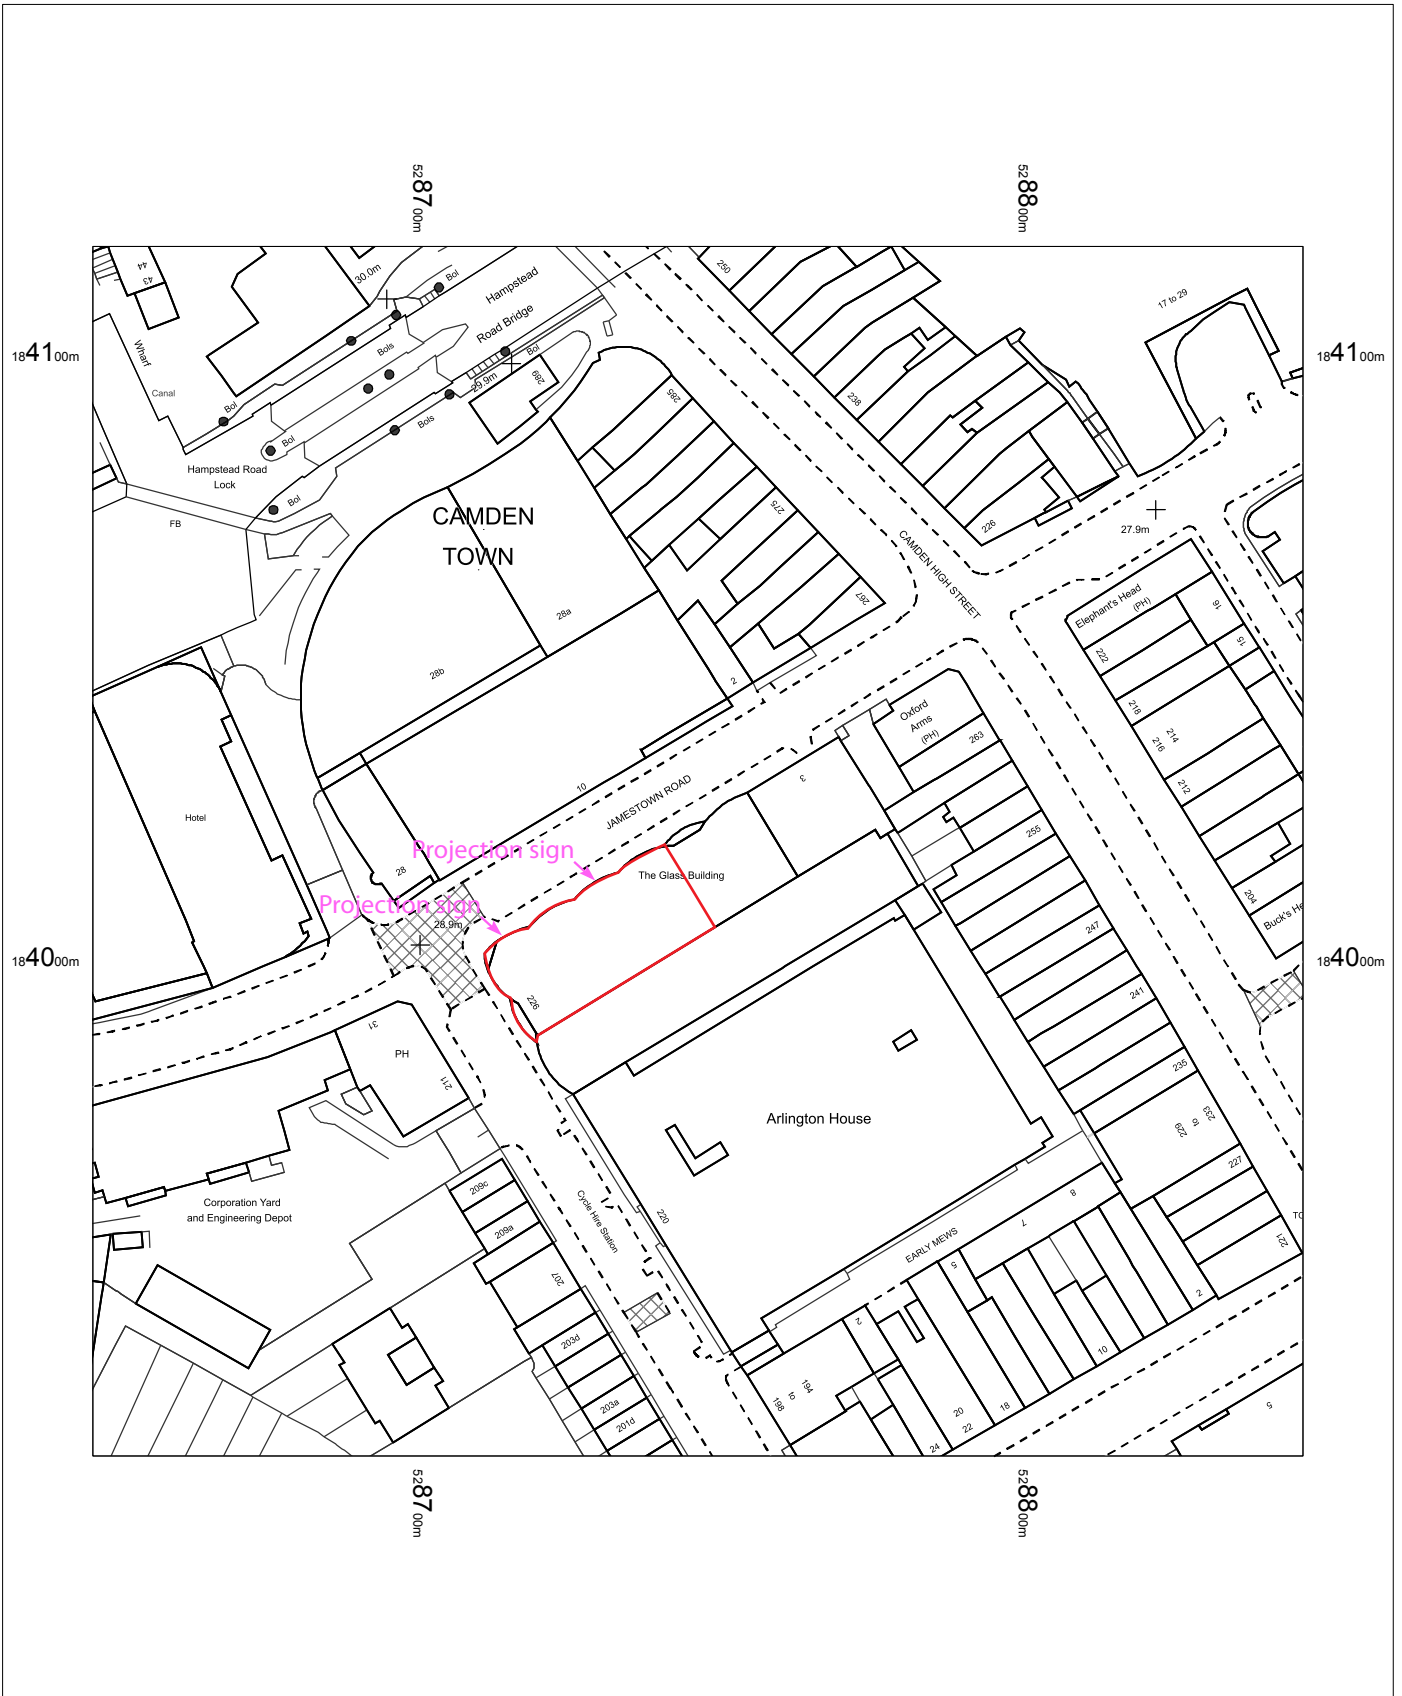 5287 00m
5288 00m
1841 00m
1841 00m
44
43
30.0m
Bol
Hampstead
Road Bridge
250
17 to 29
Wharf
Canal
Bols
Bol
29.9m
289
Bol
Bols
285
238
Bol
Hampstead Road
Lock
Bol
FB
CAMDEN
TOWN
275
226
27.9m
CAMDEN HIGH STREET
28a
267
Elephant's Head
(PH)
16
15
222
28b
2
218
214
216
212
Oxford
Arms
(PH)
263
Hotel
10
JAMESTOWN ROAD
3
255
28
Projection sign
The Glass Building
Projection sign
28.9m
204
Buck's He
247
1840 00m
1840 00m
226
241
31
PH
211
235
Arlington House
233
to
229
227
Corporation Yard
and Engineering Depot
209c
209a
Cycle Hire Station
220
EARLY MEWS
8
7
5
TO
221
207
2
2
203d
10
194
to
198
203a
201d
20
22
18
24
5
5287 00m
5288 00m